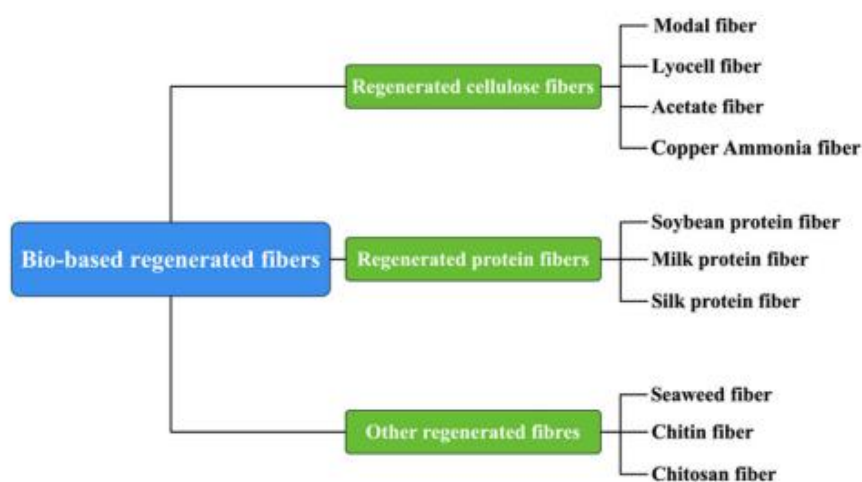 Bio-based regenerated fibers
Regenerated cellulose fibers
Modal fiber
Lyocell fiber
Acetate fiber
Copper Ammonia fiber
Regenerated protein fibers
Soybean protein fiber
Milk protein fiber
Silk protein fiber
Other regenerated fibres
Seaweed fiber
Chitin fiber
Chitosan fiber